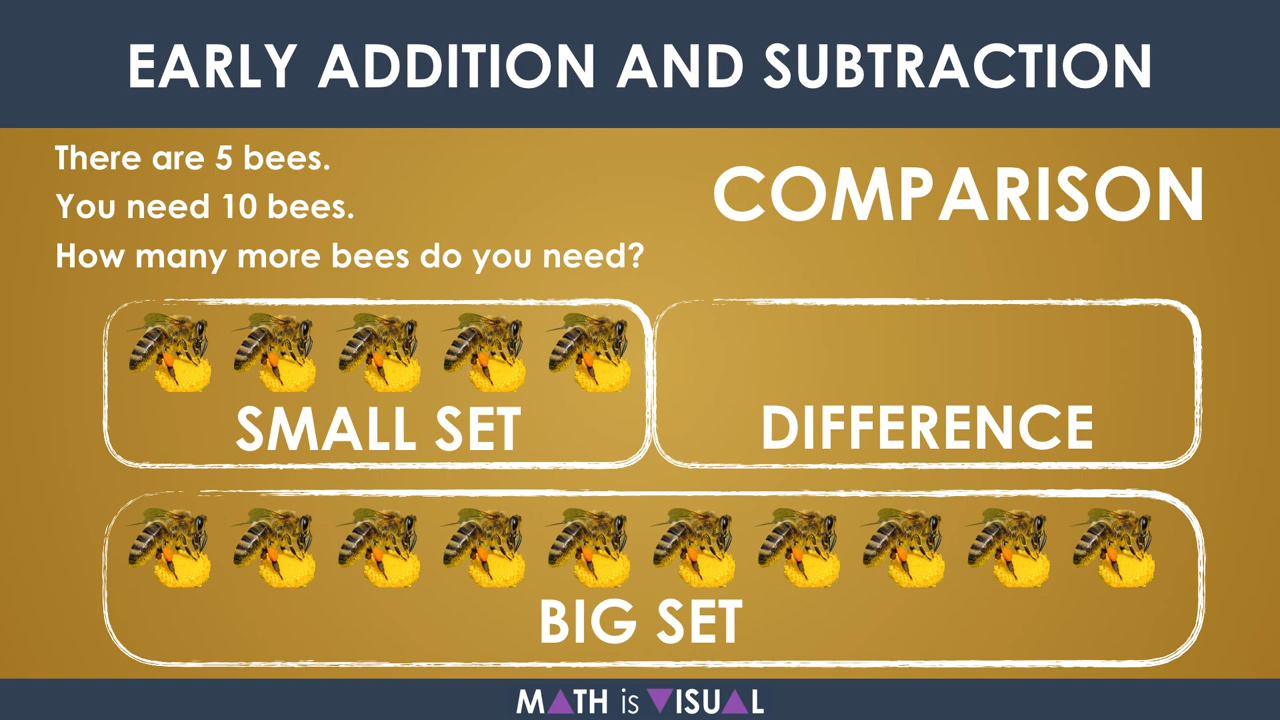 EARLY ADDITION AND SUBTRACTION
There are 5 bees.
You need 10 bees.
How many more bees do you need?
COMPARISON
SMALL SET
DIFFERENCE
BIG SET
MATH is VISUAL